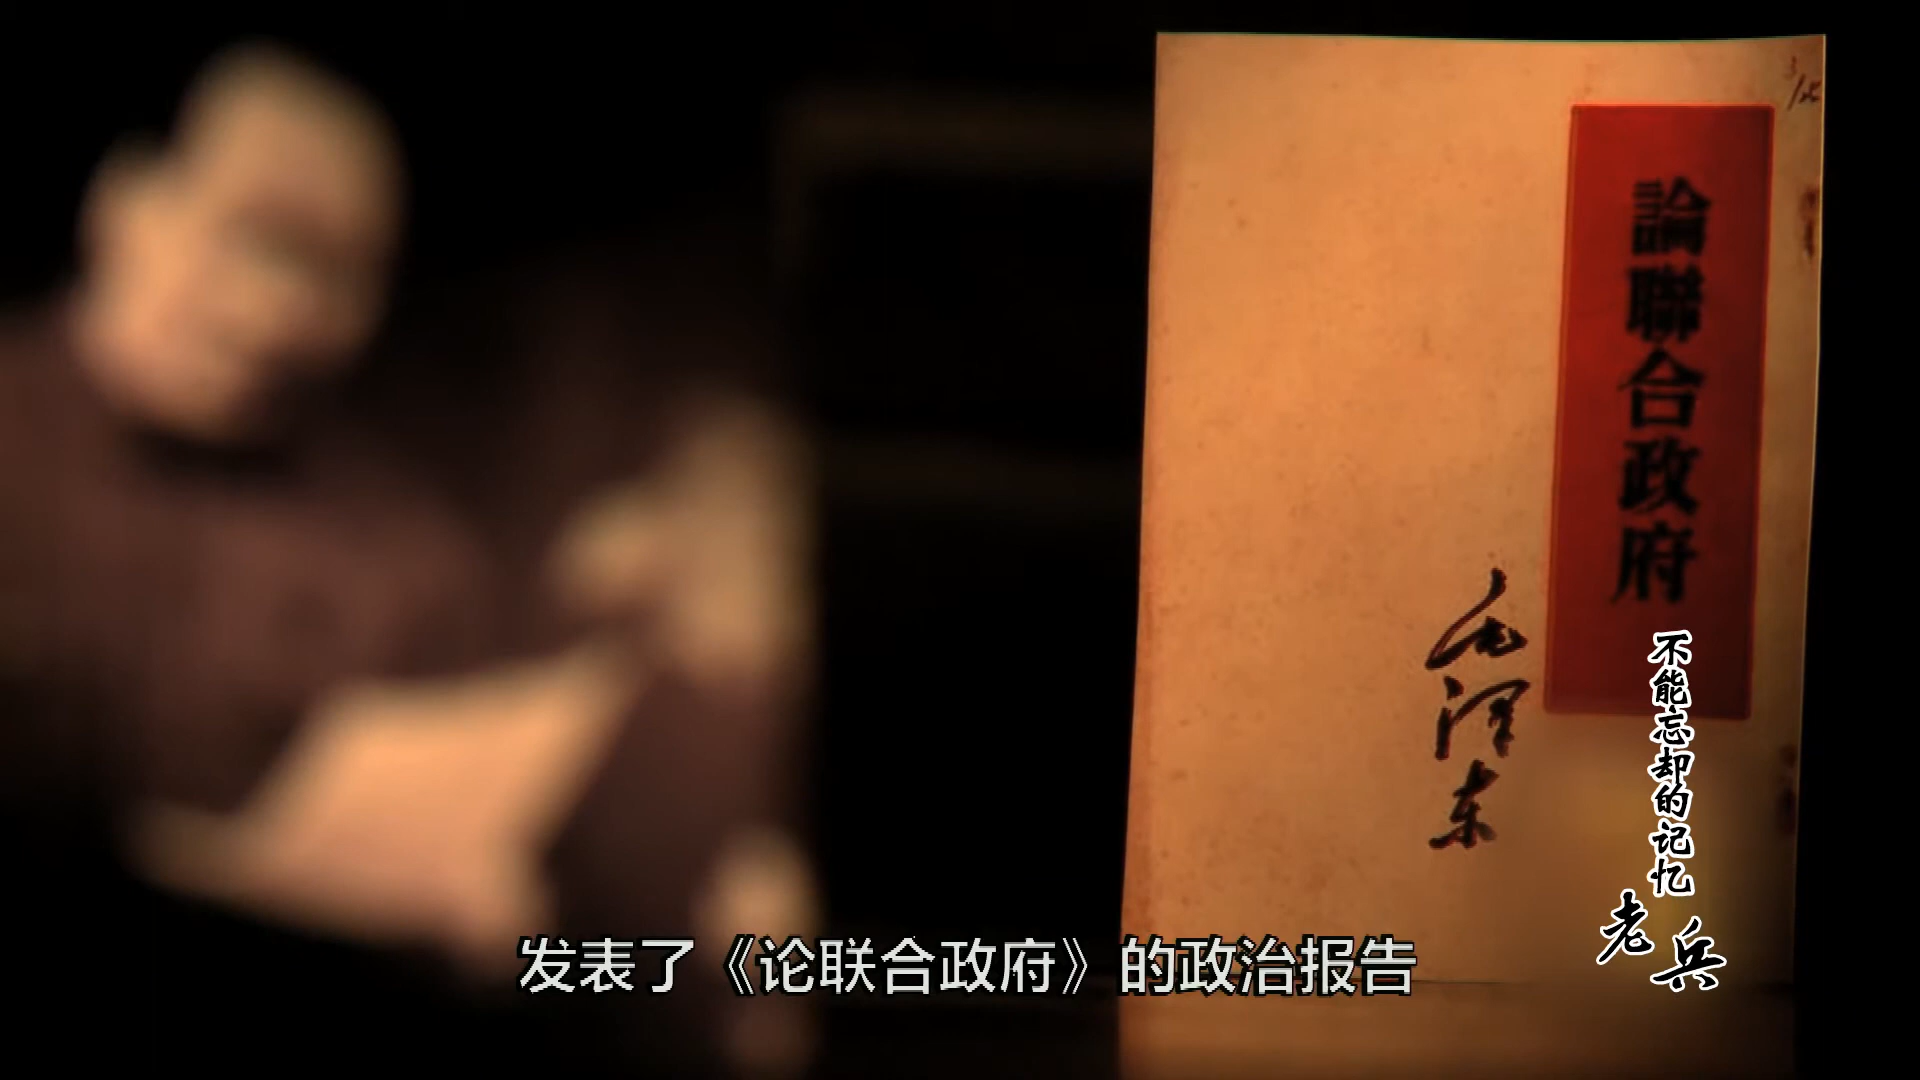 論聯合政府
毛泽东
不能忘却的记忆
老兵
发表了《论联合政府》的政治报告